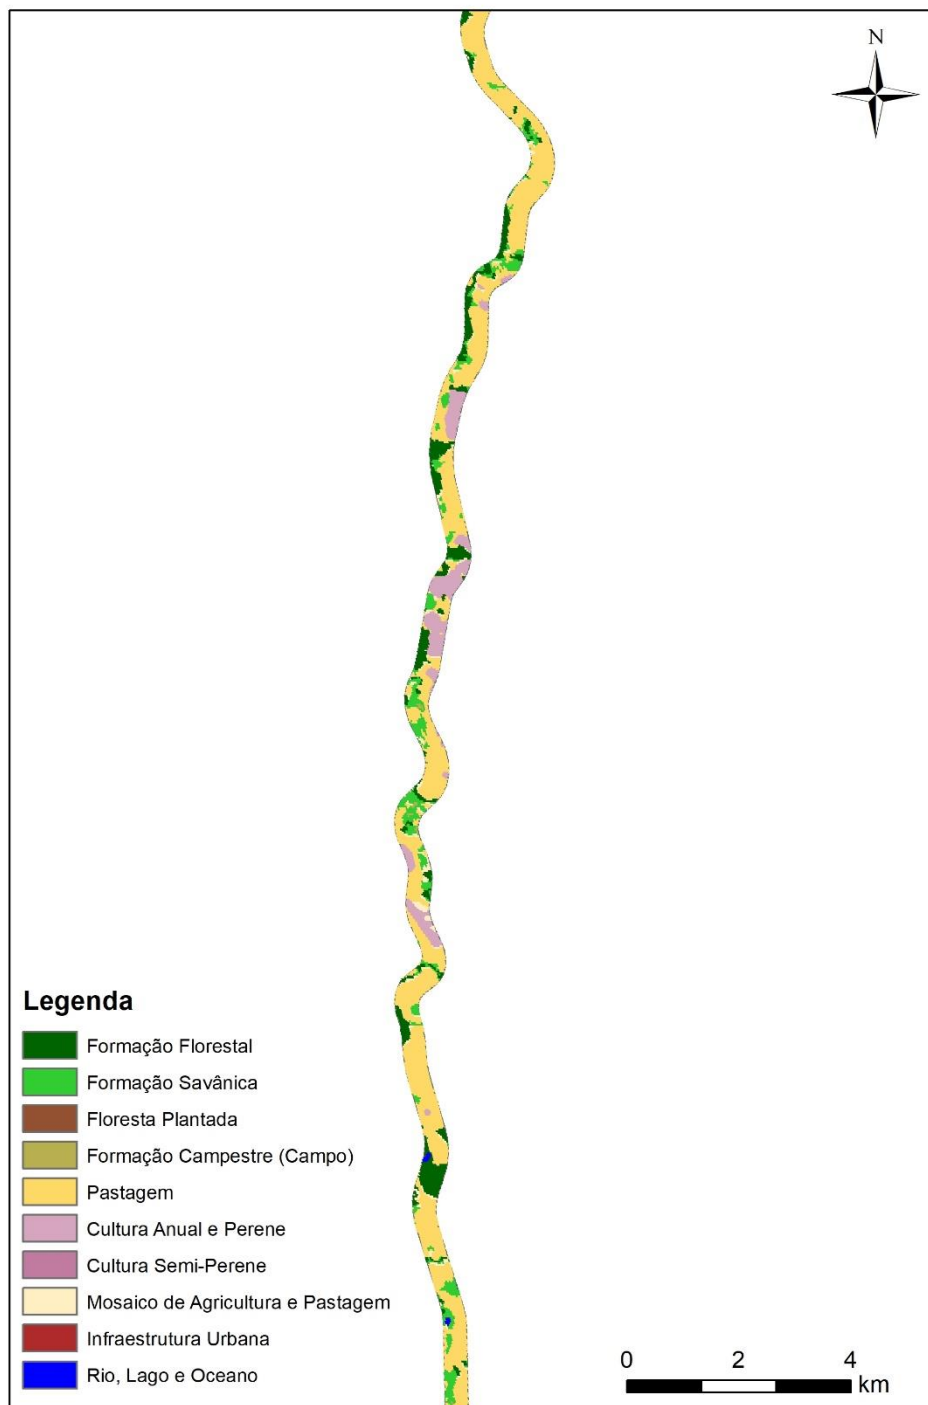 N
Legenda
Formação Florestal
Formação Savânica
Floresta Plantada
Formação Campestre (Campo)
Pastagem
Cultura Anual e Perene
Cultura Semi-Perene
Mosaico de Agricultura e Pastagem
Infraestrutura Urbana
Rio, Lago e Oceano
0 2 4
km